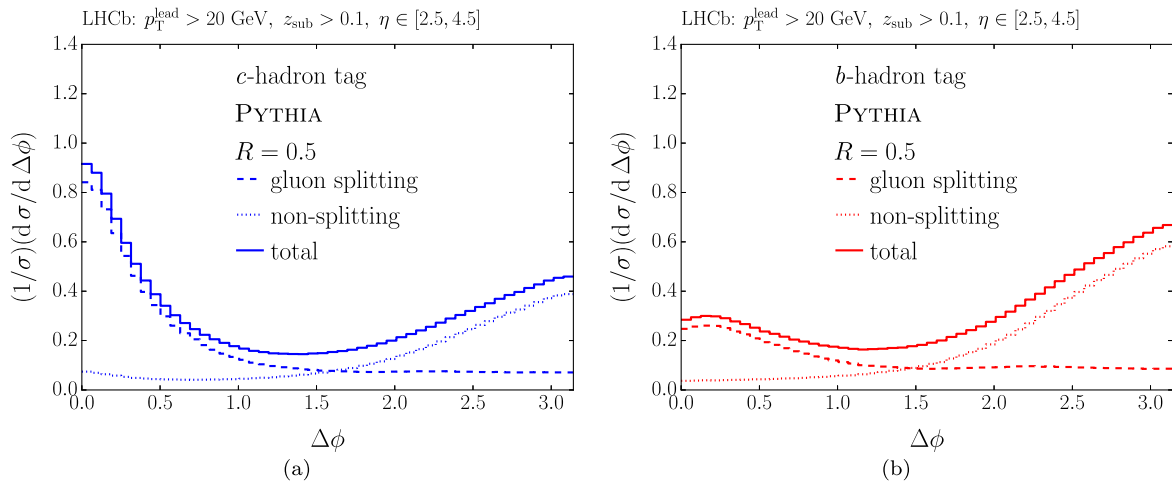 LHCb: p_T^lead > 20 GeV, z_sub > 0.1, η ∈ [2.5, 4.5]
1.4
1.2
1.0
0.8
0.6
0.4
0.2
0.0
(1/σ)(d σ/d Δϕ)
c-hadron tag
PYTHIA
R = 0.5
gluon splitting
non-splitting
total
0.0 0.5 1.0 1.5 2.0 2.5 3.0
Δϕ
(a)
LHCb: p_T^lead > 20 GeV, z_sub > 0.1, η ∈ [2.5, 4.5]
1.4
1.2
1.0
0.8
0.6
0.4
0.2
0.0
(1/σ)(d σ/d Δϕ)
b-hadron tag
PYTHIA
R = 0.5
gluon splitting
non-splitting
total
0.0 0.5 1.0 1.5 2.0 2.5 3.0
Δϕ
(b)